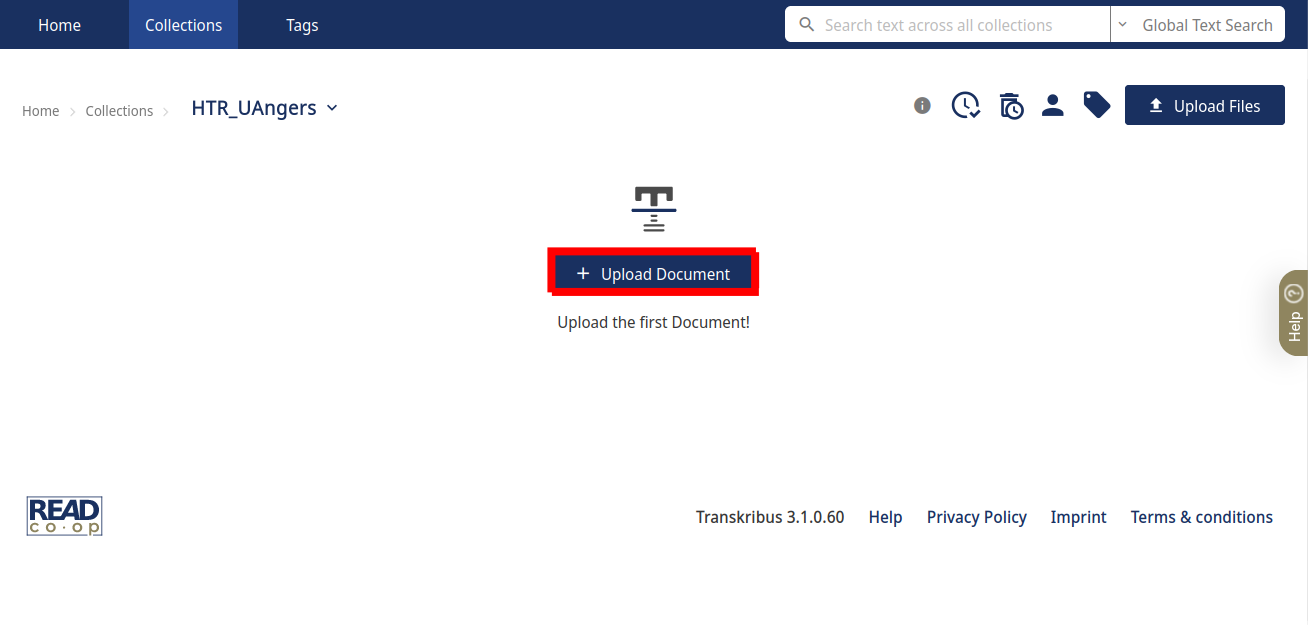 Home Collections Tags Search text across all collections Global Text Search
Home Collections HTR_UAngers Upload Files
Upload Document
Upload the first Document!
Help
READ
co·op
Transkribus 3.1.0.60 Help Privacy Policy Imprint Terms & conditions